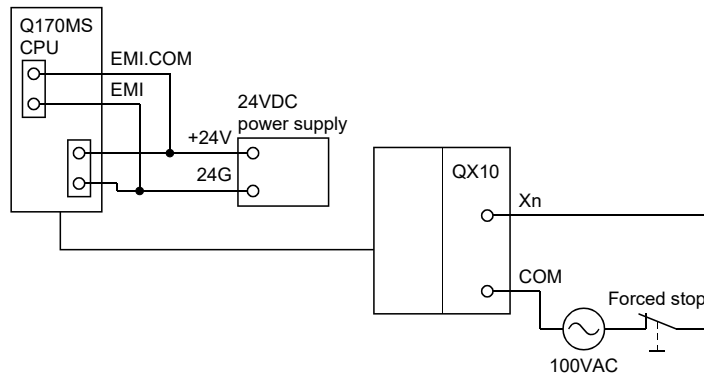 Q170MS
CPU
EMI.COM
EMI
24VDC
power supply
+24V
24G
QX10
Xn
COM
Forced stop
100VAC